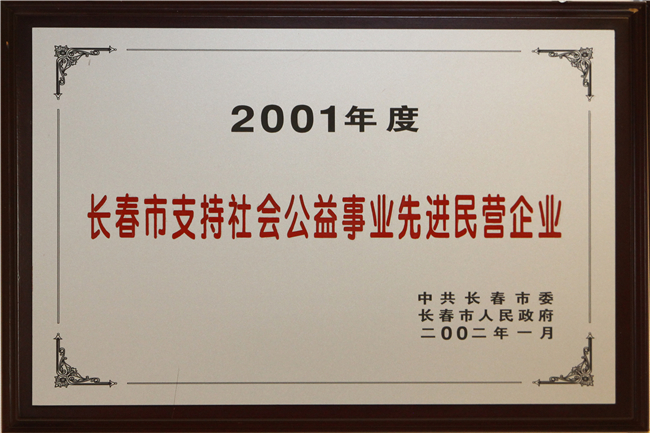 2001年度
长春市支持社会公益事业先进民营企业
中共长春市委
长春市人民政府
二00二年一月